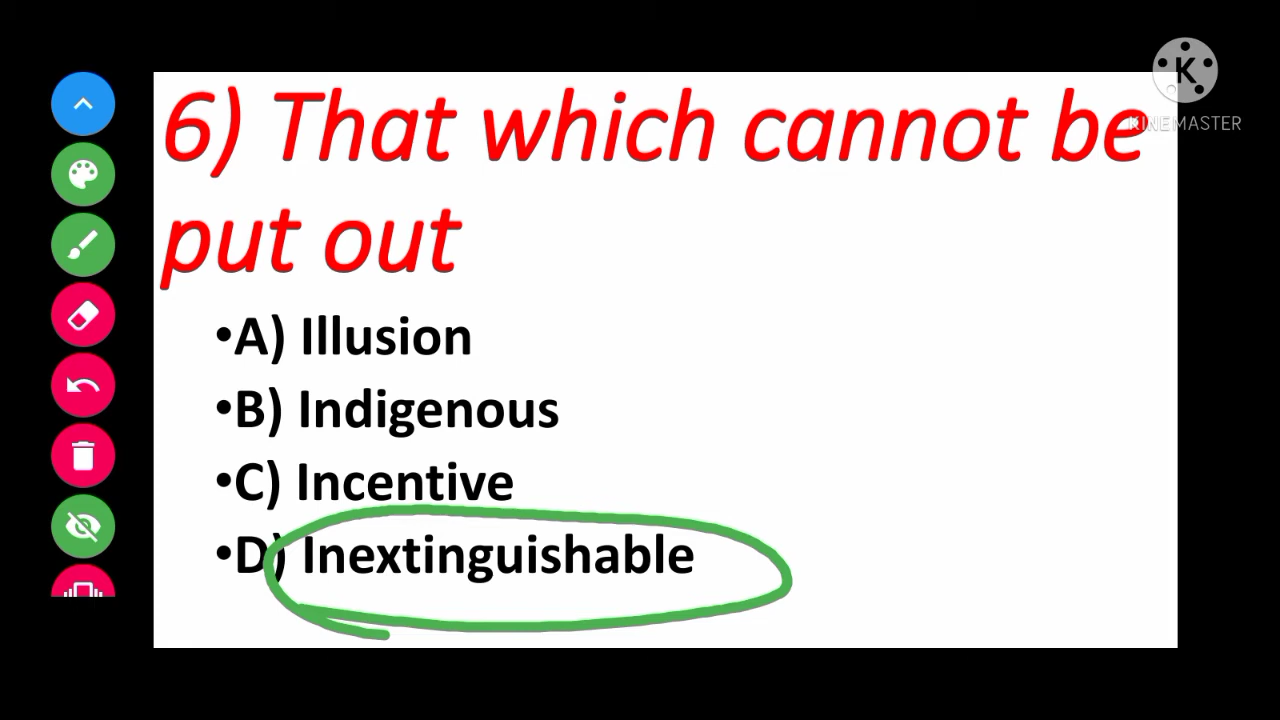 K
KINEMASTER
6) That which cannot be
put out
•A) Illusion
•B) Indigenous
•C) Incentive
•D) Inextinguishable